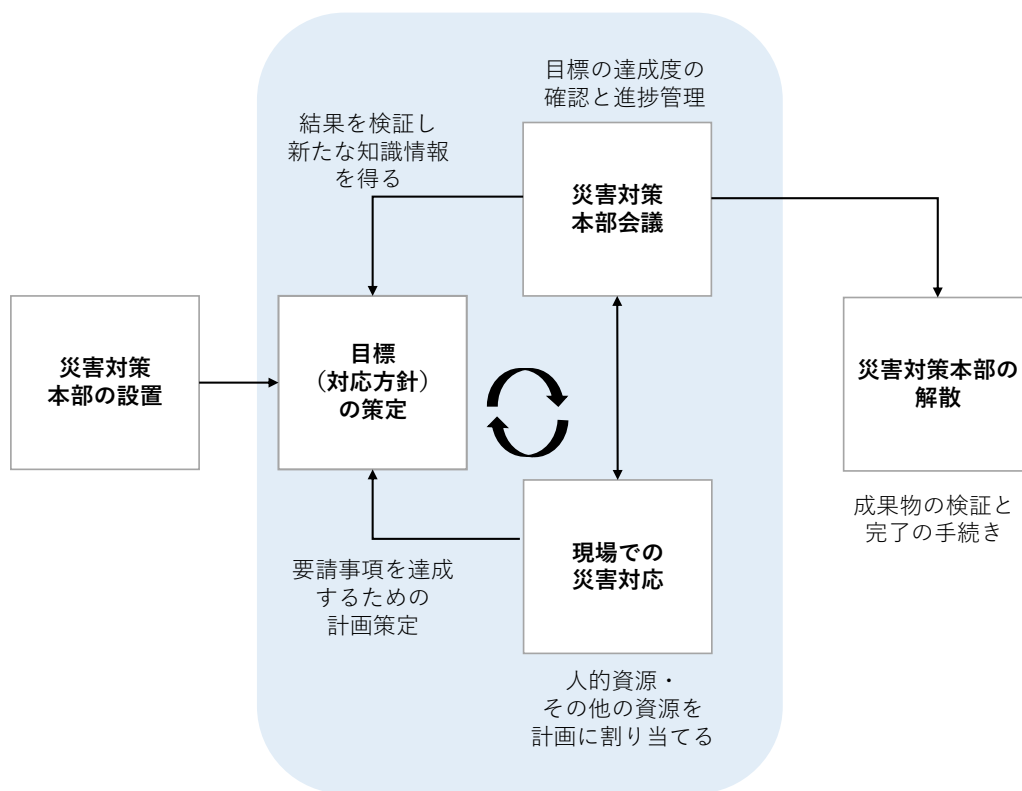 目標の達成度の
確認と進捗管理
結果を検証し
新たな知識情報
を得る
災害対策
本部会議
災害対策
本部の設置
目標
（対応方針）
の策定
災害対策本部の
解散
成果物の検証と
完了の手続き
現場での
災害対応
要請事項を達成
するための
計画策定
人的資源・
その他の資源を
計画に割り当てる